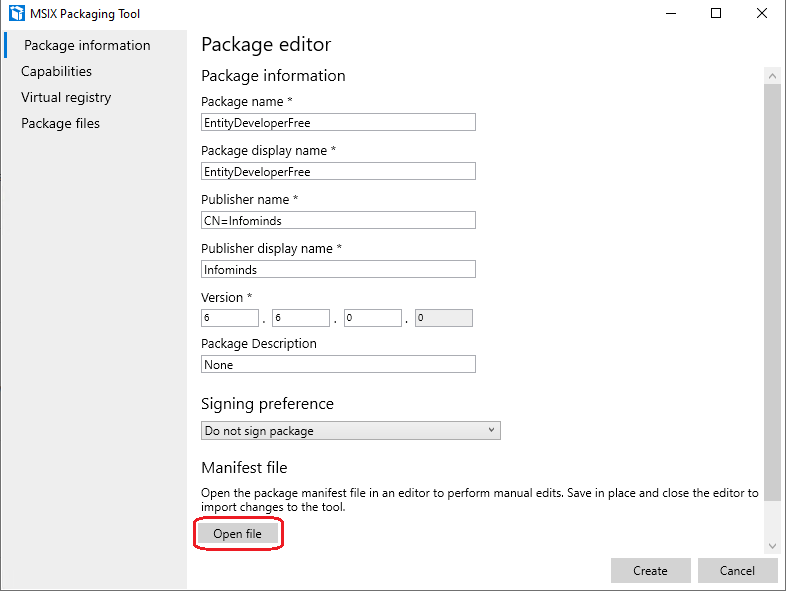 MSIX Packaging Tool
Package information
Capabilities
Virtual registry
Package files
Package editor
Package information
Package name *
EntityDeveloperFree
Package display name *
EntityDeveloperFree
Publisher name *
CN=Infominds
Publisher display name *
Infominds
Version *
6 . 6 . 0 . 0
Package Description
None
Signing preference
Do not sign package
Manifest file
Open the package manifest file in an editor to perform manual edits. Save in place and close the editor to
import changes to the tool.
Open file
Create Cancel